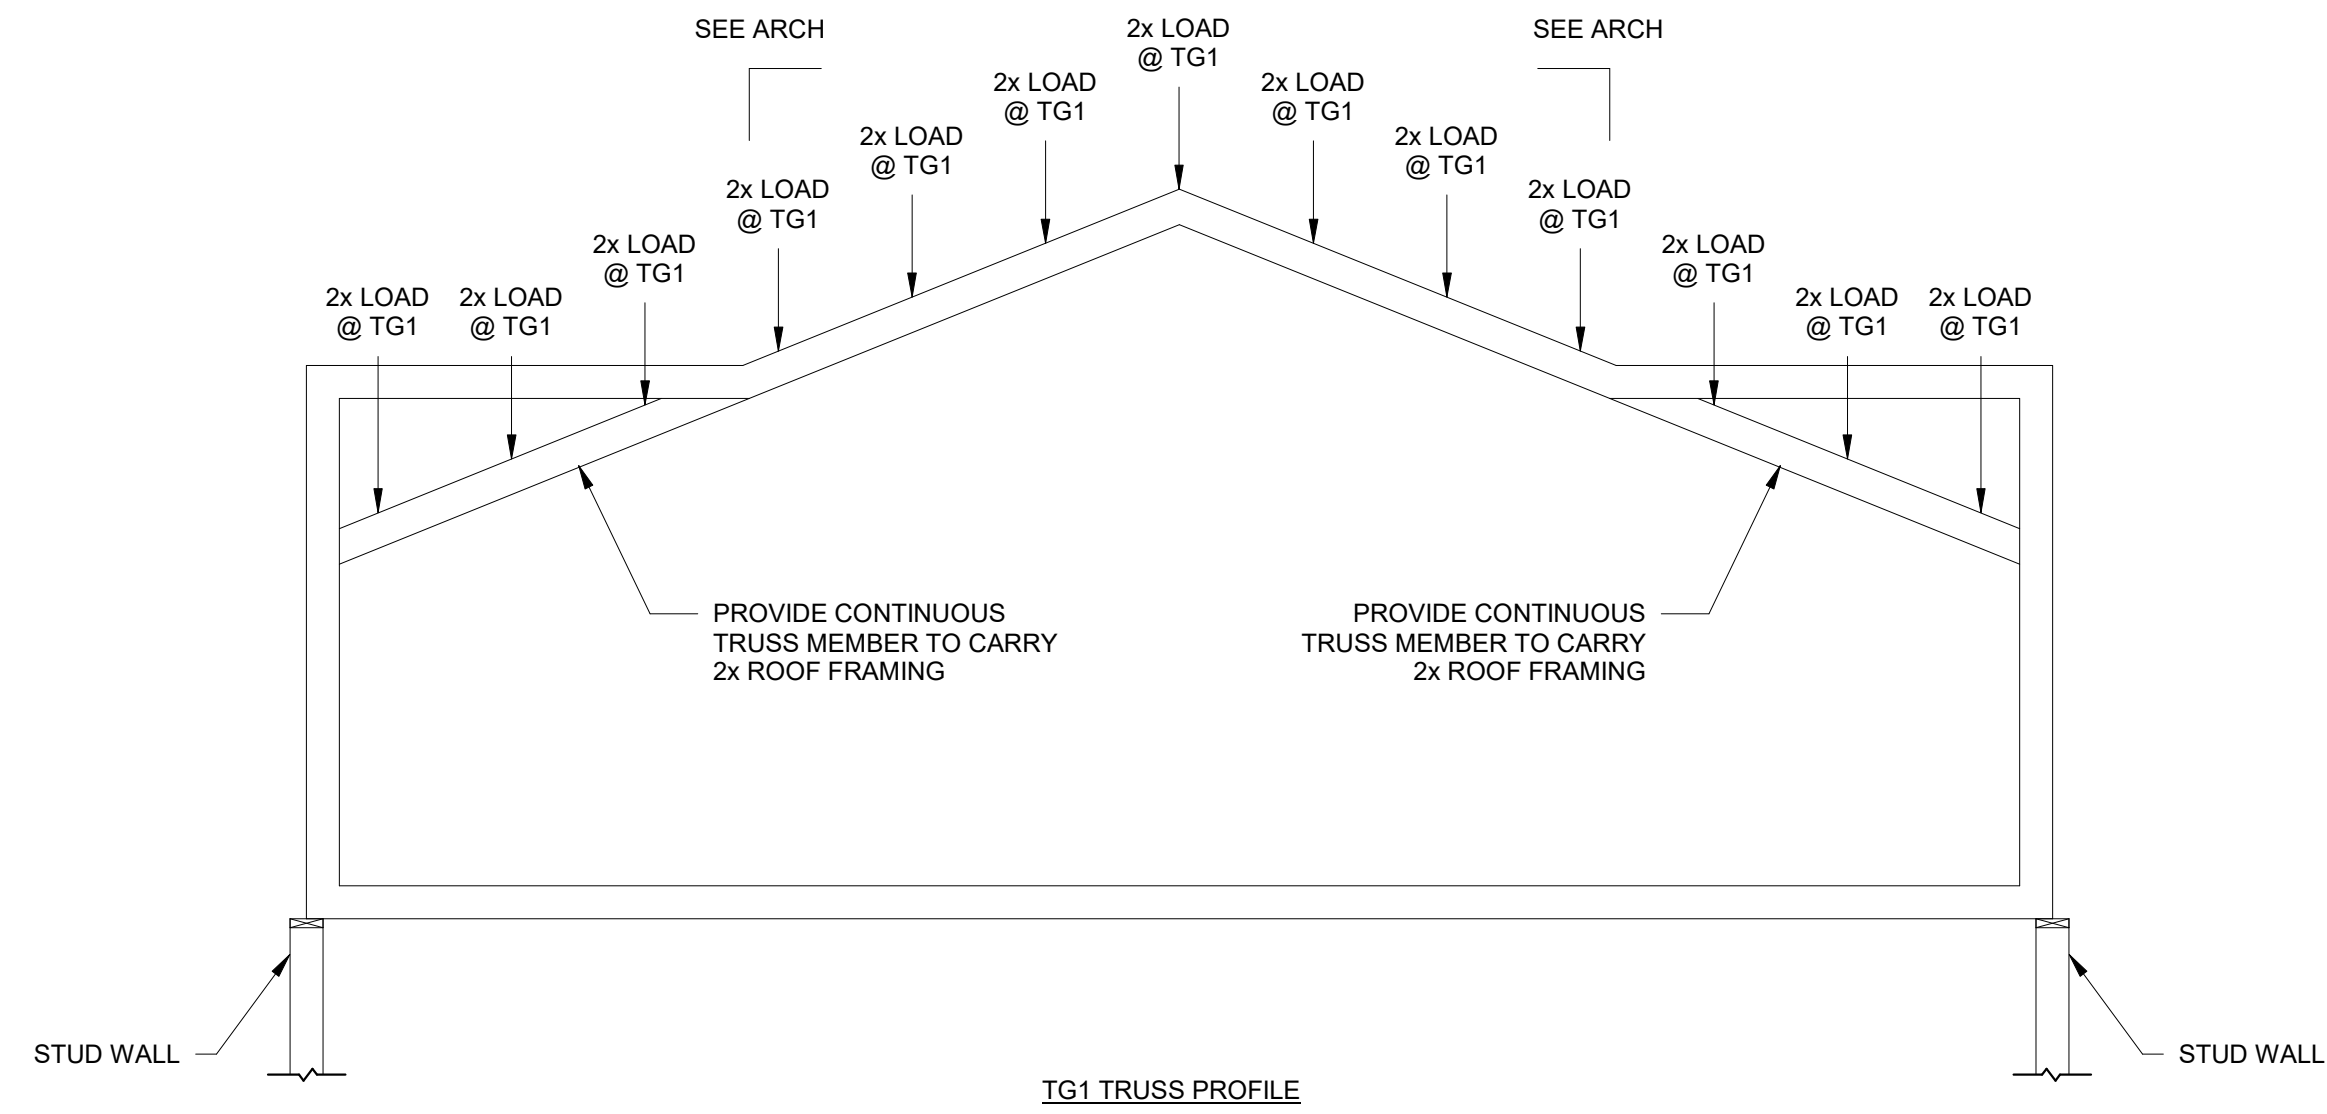 SEE ARCH
2x LOAD
@ TG1
SEE ARCH
2x LOAD
@ TG1
2x LOAD
@ TG1
2x LOAD
@ TG1
2x LOAD
@ TG1
2x LOAD
@ TG1
2x LOAD
@ TG1
2x LOAD
@ TG1
2x LOAD
@ TG1
2x LOAD
@ TG1
2x LOAD
@ TG1
2x LOAD
@ TG1
2x LOAD
@ TG1
PROVIDE CONTINUOUS
TRUSS MEMBER TO CARRY
2x ROOF FRAMING
PROVIDE CONTINUOUS
TRUSS MEMBER TO CARRY
2x ROOF FRAMING
STUD WALL
STUD WALL
TG1 TRUSS PROFILE